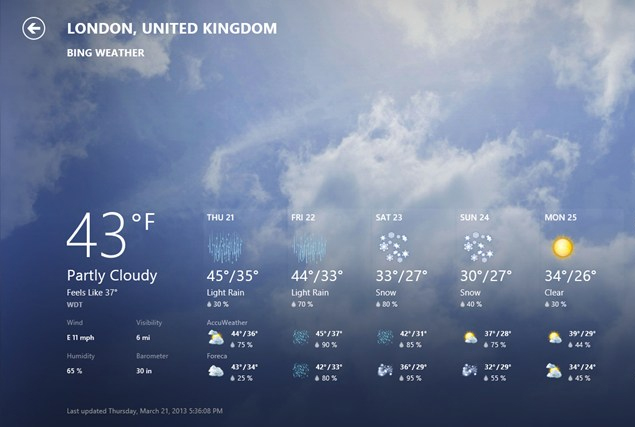 LONDON, UNITED KINGDOM
BING WEATHER
43°F
Partly Cloudy
Feels Like 37°
WDT
Wind Visibility
E 11 mph 6 mi
Humidity Barometer
65 % 30 in
THU 21 FRI 22 SAT 23 SUN 24 MON 25
45°/35° 44°/33° 33°/27° 30°/27° 34°/26°
Light Rain Light Rain Snow Snow Clear
30 % 70 % 80 % 40 % 30 %
AccuWeather
44°/36° 45°/37° 42°/31° 37°/28° 39°/29°
75 % 90 % 85 % 75 % 44 %
Foreca
43°/34° 42°/33° 36°/29° 32°/29° 34°/24°
25 % 80 % 95 % 55 % 45 %
Last updated Thursday, March 21, 2013 5:36:08 PM